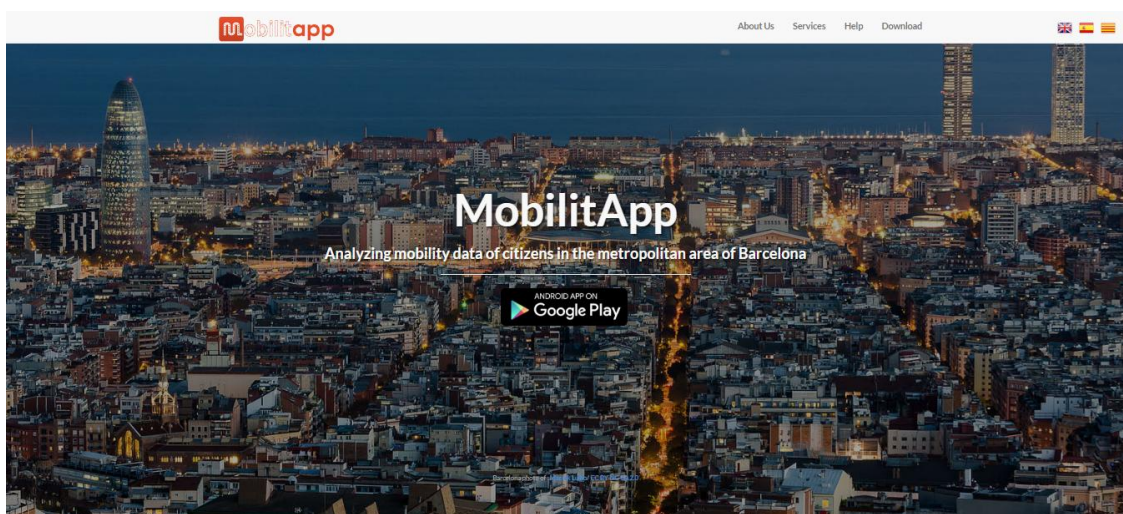 Mobilitapp
About Us Services Help Download
MobilitApp
Analyzing mobility data of citizens in the metropolitan area of Barcelona
ANDROID APP ON
Google Play